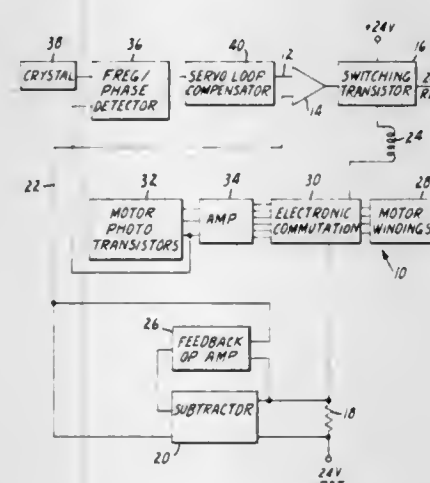 +24V
38
36
40
12
16
CRYSTAL
FREG/
PHASE
DETECTOR
SERVO LOOP
COMPENSATOR
14
SWITCHING
TRANSISTOR
24
22
32
34
30
28
MOTOR
PHOTO
TRANSISTORS
AMP
ELECTRONIC
COMMUTATION
MOTOR
WINDINGS
10
26
FEEDBACK
OP AMP
SUBTRACTOR
18
20
24V